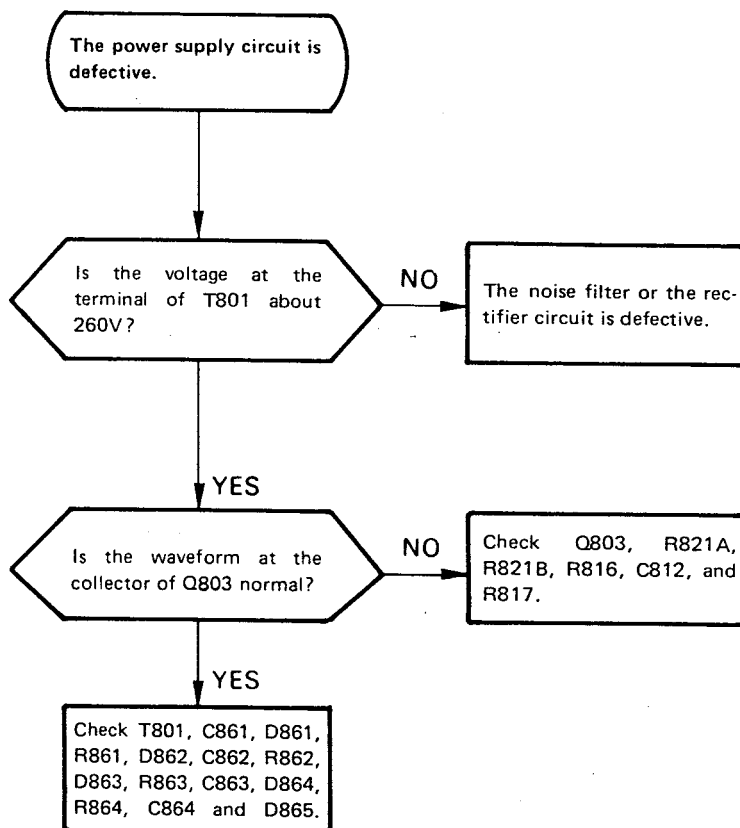 The power supply circuit is
defective.
Is the voltage at the
terminal of T801 about
260V?
NO
The noise filter or the rec-
tifier circuit is defective.
YES
Is the waveform at the
collector of Q803 normal?
NO
Check Q803, R821A,
R821B, R816, C812, and
R817.
YES
Check T801, C861, D861,
R861, D862, C862, R862,
D863, R863, C863, D864,
R864, C864 and D865.